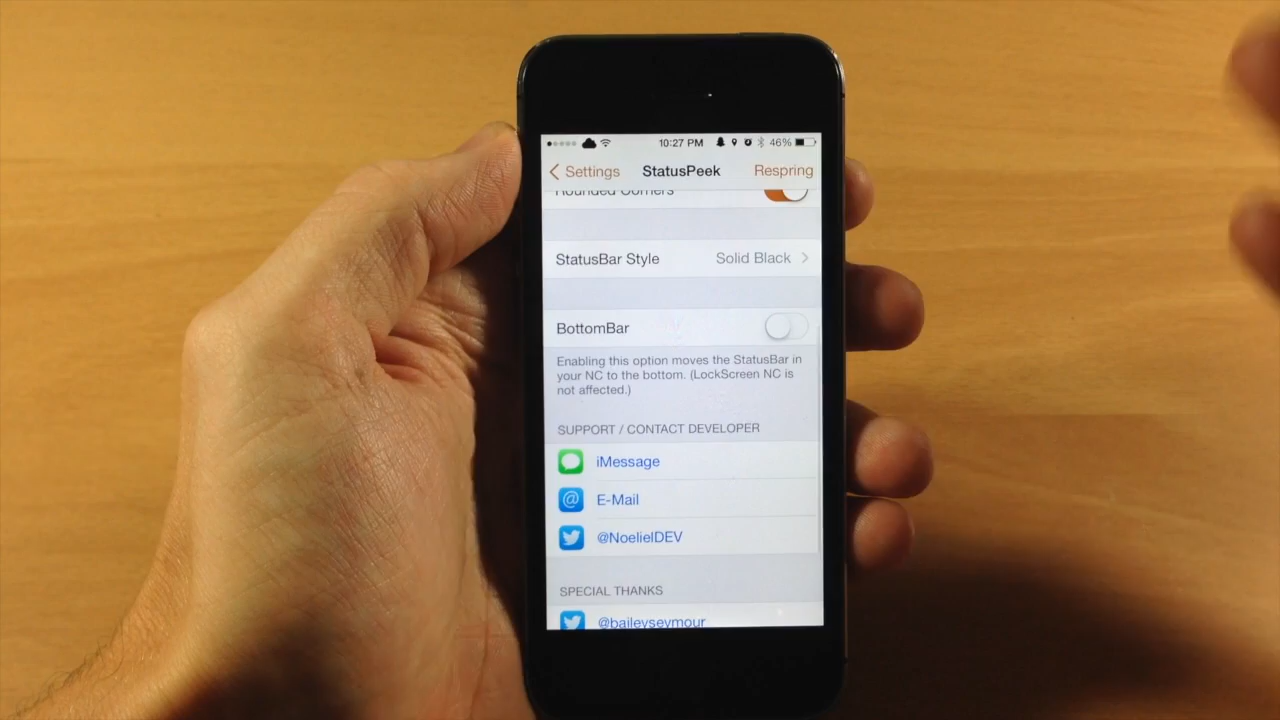 10:27 PM 46%
Settings StatusPeek Respring
Rounded Corners
StatusBar Style Solid Black
BottomBar
Enabling this option moves the StatusBar in
your NC to the bottom. (LockScreen NC is
not affected.)
SUPPORT / CONTACT DEVELOPER
iMessage
@ E-Mail
@NoelielDEV
SPECIAL THANKS
@baileyseymour